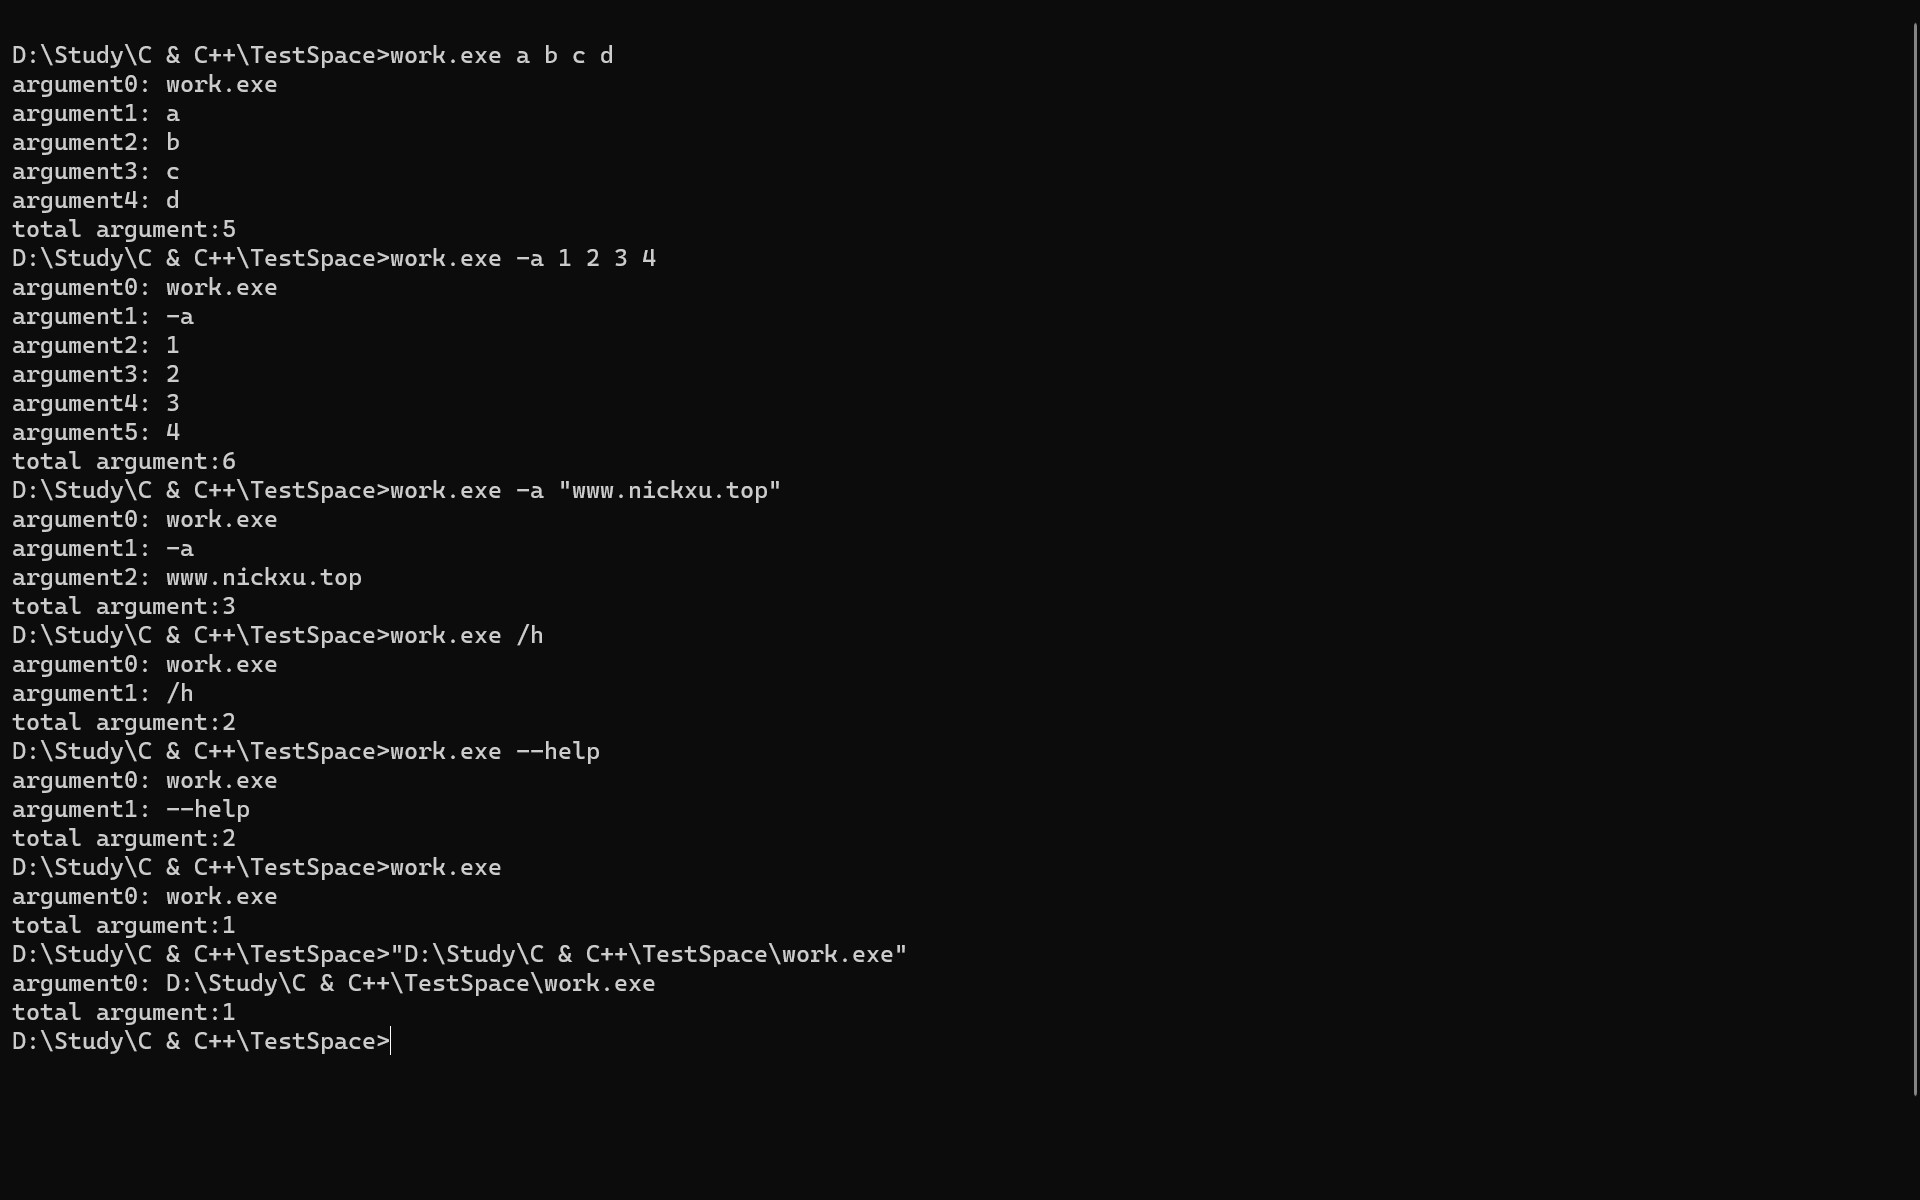 D:\Study\C & C++\TestSpace>work.exe a b c d
argument0: work.exe
argument1: a
argument2: b
argument3: c
argument4: d
total argument:5
D:\Study\C & C++\TestSpace>work.exe -a 1 2 3 4
argument0: work.exe
argument1: -a
argument2: 1
argument3: 2
argument4: 3
argument5: 4
total argument:6
D:\Study\C & C++\TestSpace>work.exe -a "www.nickxu.top"
argument0: work.exe
argument1: -a
argument2: www.nickxu.top
total argument:3
D:\Study\C & C++\TestSpace>work.exe /h
argument0: work.exe
argument1: /h
total argument:2
D:\Study\C & C++\TestSpace>work.exe --help
argument0: work.exe
argument1: --help
total argument:2
D:\Study\C & C++\TestSpace>work.exe
argument0: work.exe
total argument:1
D:\Study\C & C++\TestSpace>"D:\Study\C & C++\TestSpace\work.exe"
argument0: D:\Study\C & C++\TestSpace\work.exe
total argument:1
D:\Study\C & C++\TestSpace>